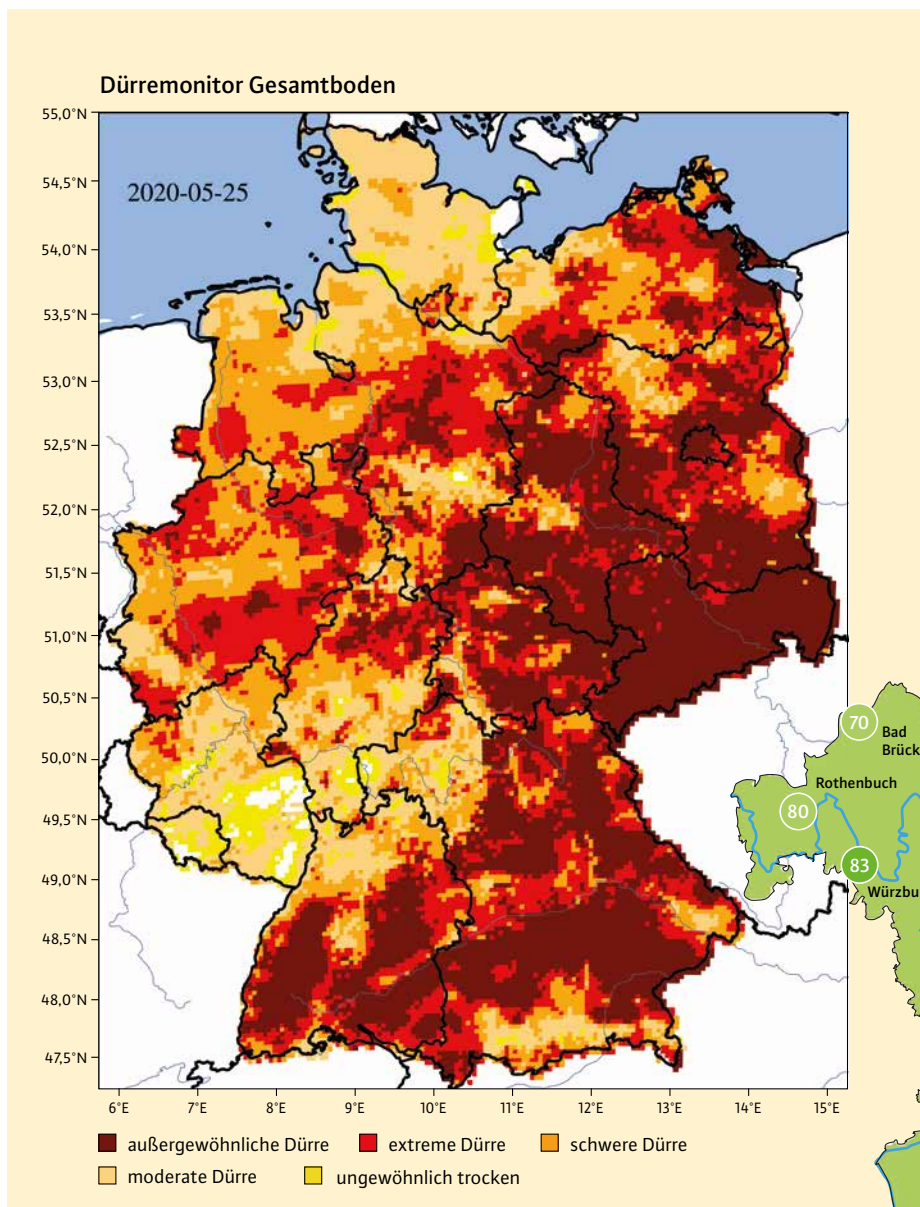 Dürremonitor Gesamtboden
55,0°N
2020-05-25
54,5°N
54,0°N
53,5°N
53,0°N
52,5°N
52,0°N
51,5°N
51,0°N
50,5°N
50,0°N
49,5°N
49,0°N
48,5°N
48,0°N
47,5°N
6°E 7°E 8°E 9°E 10°E 11°E 12°E 13°E 14°E 15°E
außergewöhnliche Dürre extreme Dürre schwere Dürre
moderate Dürre ungewöhnlich trocken
70
Bad
Brück
Rothenbuch
80
83
Würzbu